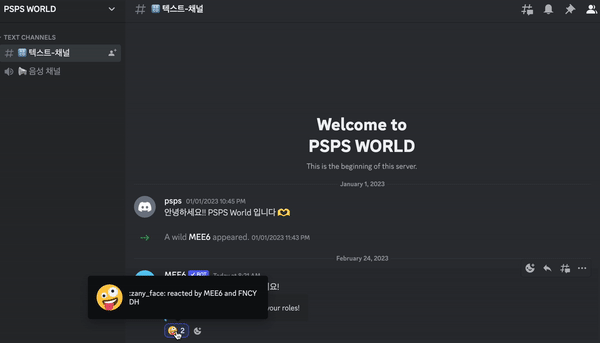 PSPS WORLD
TEXT CHANNELS
텍스트-채널
음성 채널
텍스트-채널
Welcome to
PSPS WORLD
This is the beginning of this server.
January 1, 2023
psps 01/01/2023 10:45 PM
안녕하세요!! PSPS World 입니다
A wild MEE6 appeared. 01/01/2023 11:43 PM
February 24, 2023
MEE6 BOT Today at 8:21 AM
요!
:zany_face: reacted by MEE6 and FNCY
DH
your roles!
2